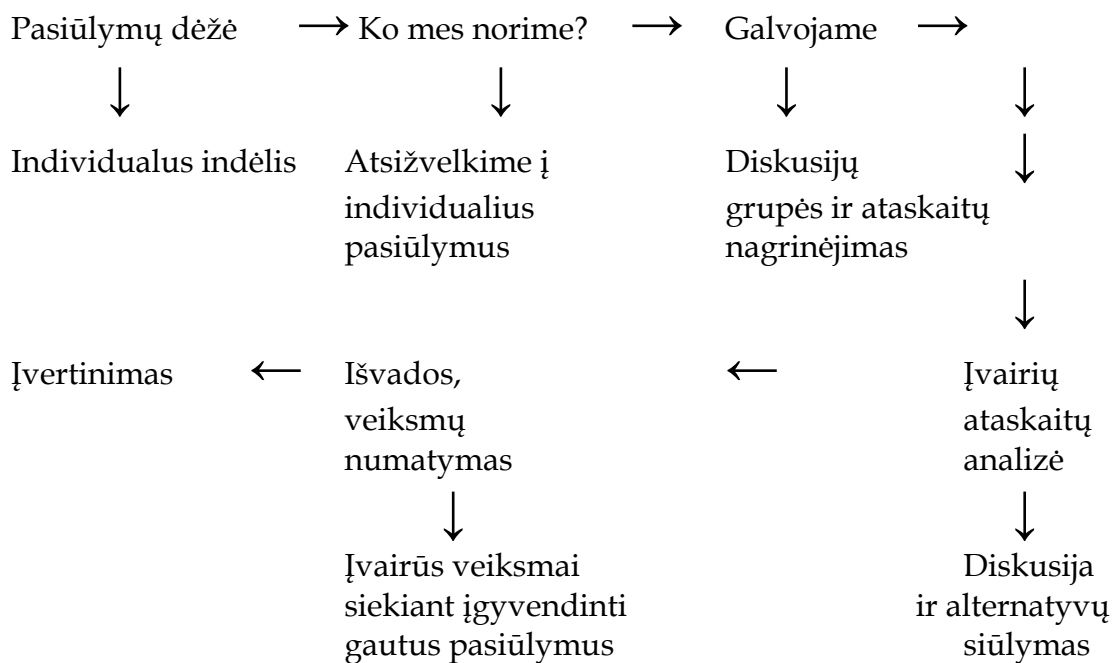 Pasiūlymų dėžė → Ko mes norime? → Galvojame →
↓ ↓ ↓ ↓
Individualus indėlis Atsižvelkime į Diskusijų ↓
individualius grupės ir ataskaitų
pasiūlymus nagrinėjimas
↓
Įvertinimas ← Išvados, ← Įvairių
veiksmų ataskaitų
numatymas analizė
↓ ↓
Įvairūs veiksmai Diskusija
siekiant įgyvendinti ir alternatyvų
gautus pasiūlymus siūlymas